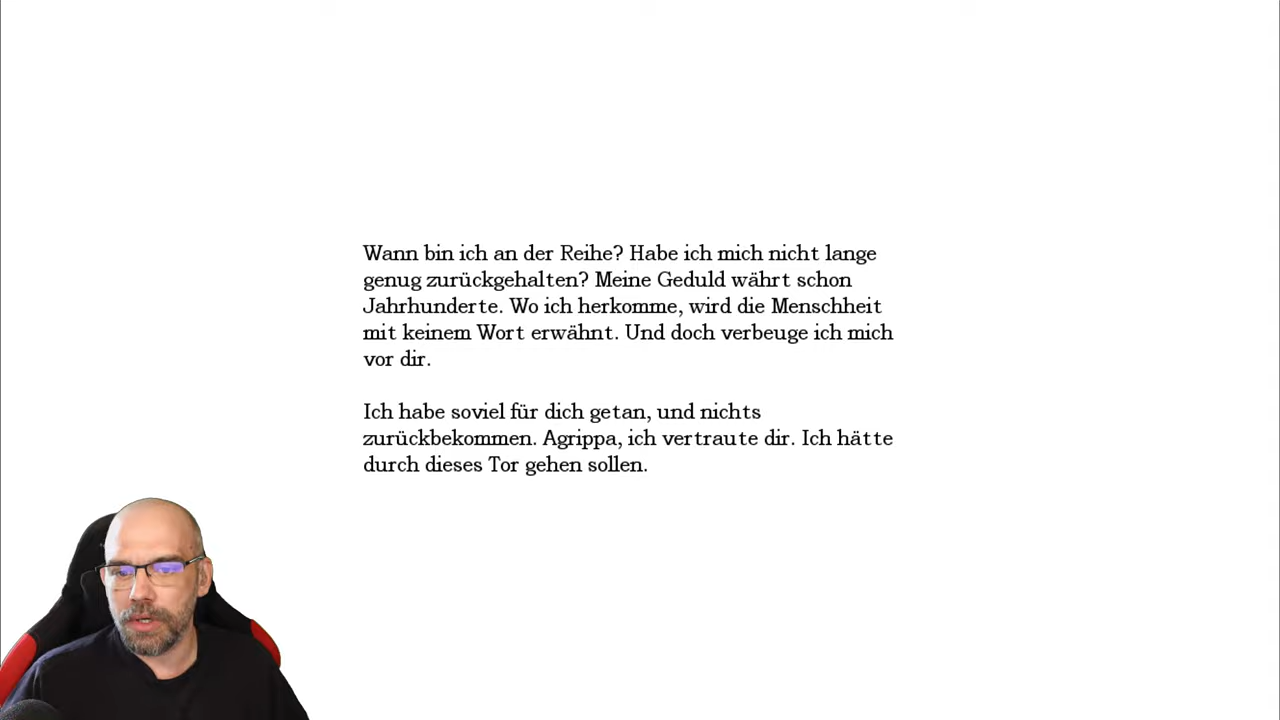 Wann bin ich an der Reihe? Habe ich mich nicht lange
genug zurückgehalten? Meine Geduld währt schon
Jahrhunderte. Wo ich herkomme, wird die Menschheit
mit keinem Wort erwähnt. Und doch verbeuge ich mich
vor dir.
Ich habe soviel für dich getan, und nichts
zurückbekommen. Agrippa, ich vertraute dir. Ich hätte
durch dieses Tor gehen sollen.